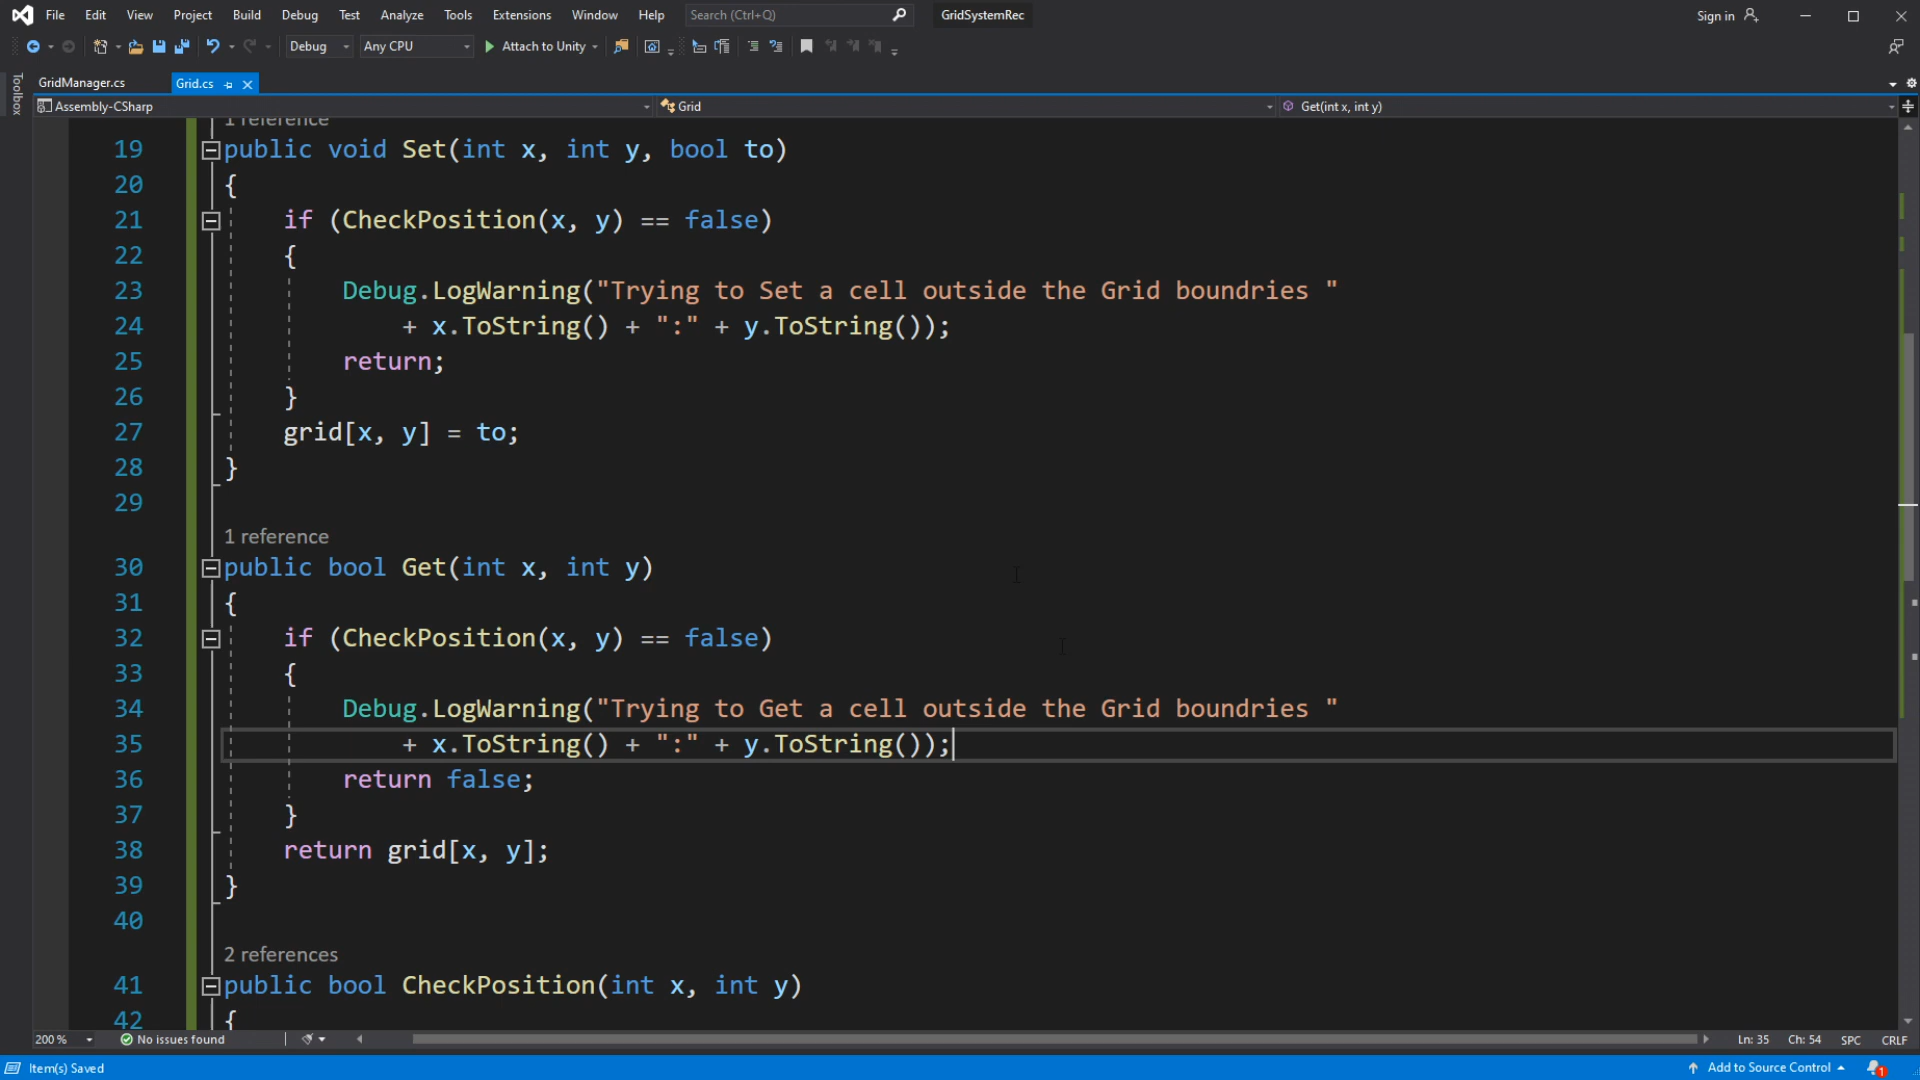 File Edit View Project Build Debug Test Analyze Tools Extensions Window Help Search (Ctrl+Q) GridSystemRec Sign in
Debug Any CPU Attach to Unity
Toolbox
GridManager.cs Grid.cs
Assembly-CSharp Grid Get(int x, int y)
1 reference
19 public void Set(int x, int y, bool to)
20 {
21 if (CheckPosition(x, y) == false)
22 {
23 Debug.LogWarning("Trying to Set a cell outside the Grid boundries "
24 + x.ToString() + ":" + y.ToString());
25 return;
26 }
27 grid[x, y] = to;
28 }
29
1 reference
30 public bool Get(int x, int y)
31 {
32 if (CheckPosition(x, y) == false)
33 {
34 Debug.LogWarning("Trying to Get a cell outside the Grid boundries "
35 + x.ToString() + ":" + y.ToString());
36 return false;
37 }
38 return grid[x, y];
39 }
40
2 references
41 public bool CheckPosition(int x, int y)
42 {
200 % No issues found Ln: 35 Ch: 54 SPC CRLF
Item(s) Saved Add to Source Control 1